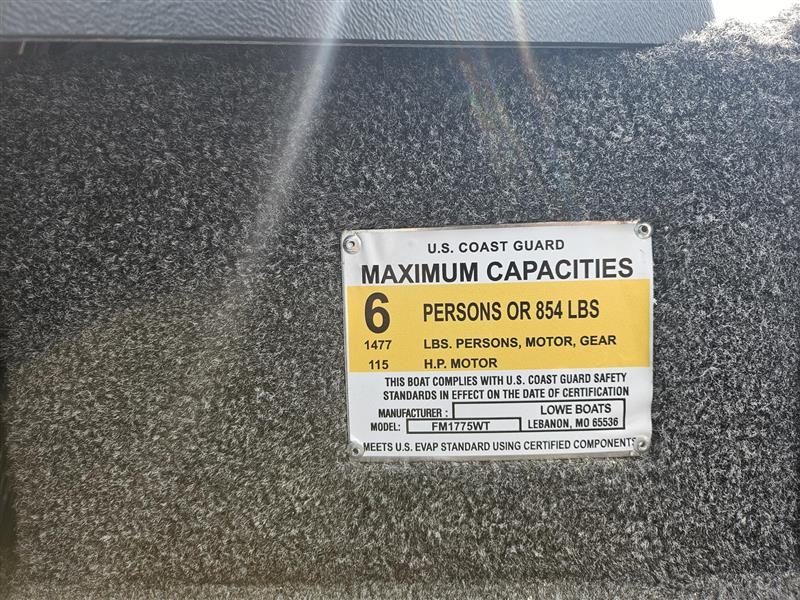 U.S. COAST GUARD
MAXIMUM CAPACITIES
6 PERSONS OR 854 LBS
1477 LBS. PERSONS, MOTOR, GEAR
115 H.P. MOTOR
THIS BOAT COMPLIES WITH U.S. COAST GUARD SAFETY
STANDARDS IN EFFECT ON THE DATE OF CERTIFICATION
MANUFACTURER : LOWE BOATS
MODEL: FM1775WT LEBANON, MO 65536
MEETS U.S. EVAP STANDARD USING CERTIFIED COMPONENTS